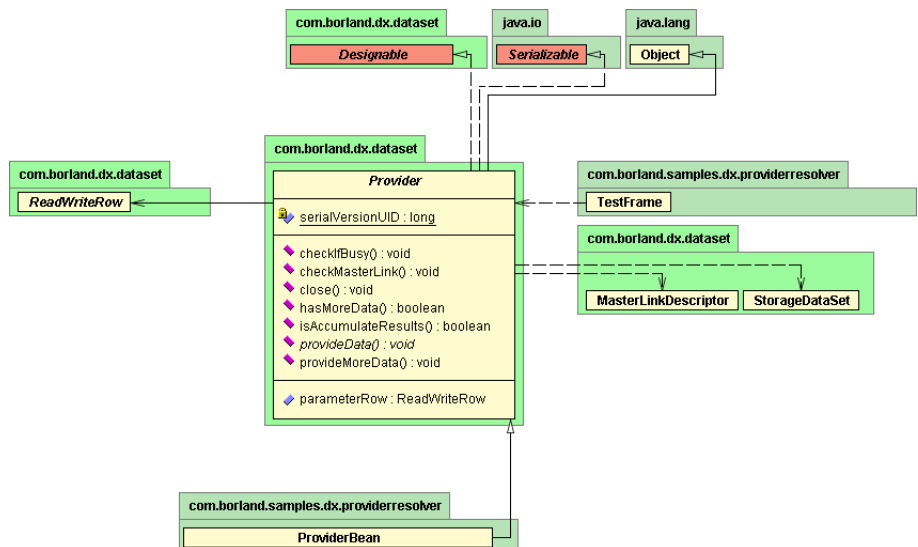 com.borland.dx.dataset
java.io
java.lang
Designable
Serializable
Object
com.borland.dx.dataset
com.borland.dx.dataset
ReadWriteRow
Provider
serialVersionUID : long
checkIfBusy() : void
checkMasterLink() : void
close() : void
hasMoreData() : boolean
isAccumulateResults() : boolean
provideData() : void
provideMoreData() : void
parameterRow : ReadWriteRow
com.borland.samples.dx.providerresolver
TestFrame
com.borland.dx.dataset
MasterLinkDescriptor
StorageDataSet
com.borland.samples.dx.providerresolver
ProviderBean